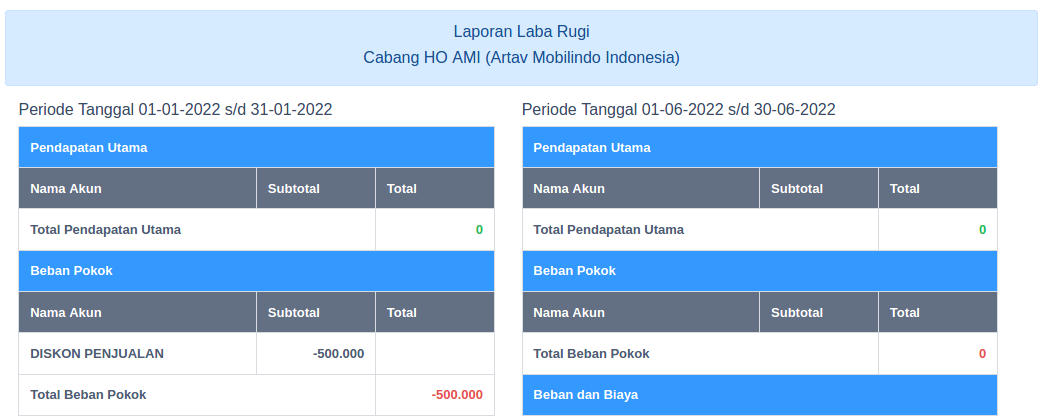 Laporan Laba Rugi
Cabang HO AMI (Artav Mobilindo Indonesia)
Periode Tanggal 01-01-2022 s/d 31-01-2022
Pendapatan Utama
Nama Akun Subtotal Total
Total Pendapatan Utama 0
Beban Pokok
Nama Akun Subtotal Total
DISKON PENJUALAN -500.000
Total Beban Pokok -500.000
Periode Tanggal 01-06-2022 s/d 30-06-2022
Pendapatan Utama
Nama Akun Subtotal Total
Total Pendapatan Utama 0
Beban Pokok
Nama Akun Subtotal Total
Total Beban Pokok 0
Beban dan Biaya